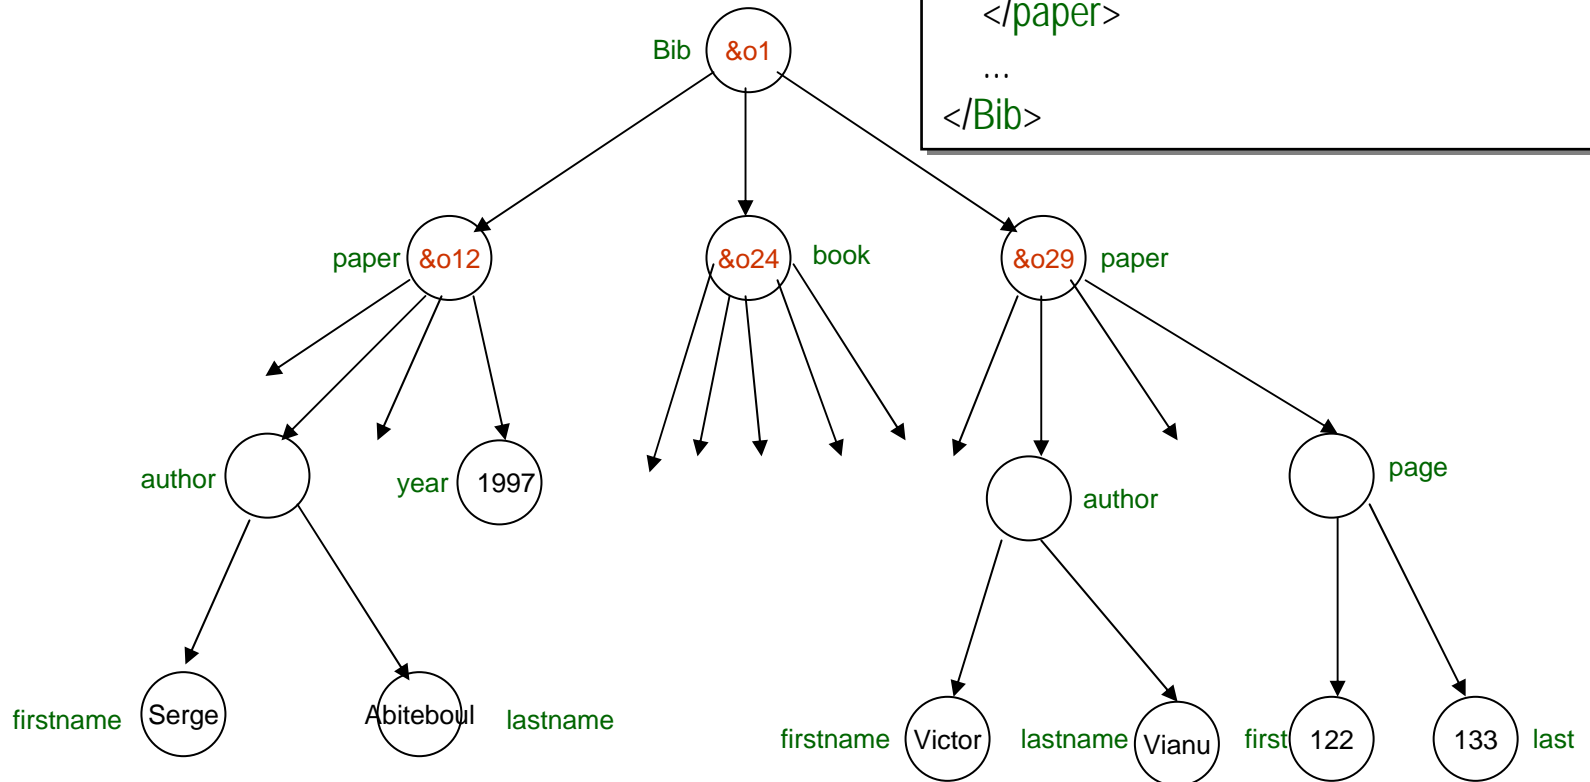 </paper>
...
</Bib>
Bib &o1
paper &o12
&o24 book
&o29 paper
author
year 1997
author
page
firstname Serge
Abiteboul lastname
firstname Victor
lastname Vianu
first 122
133 last